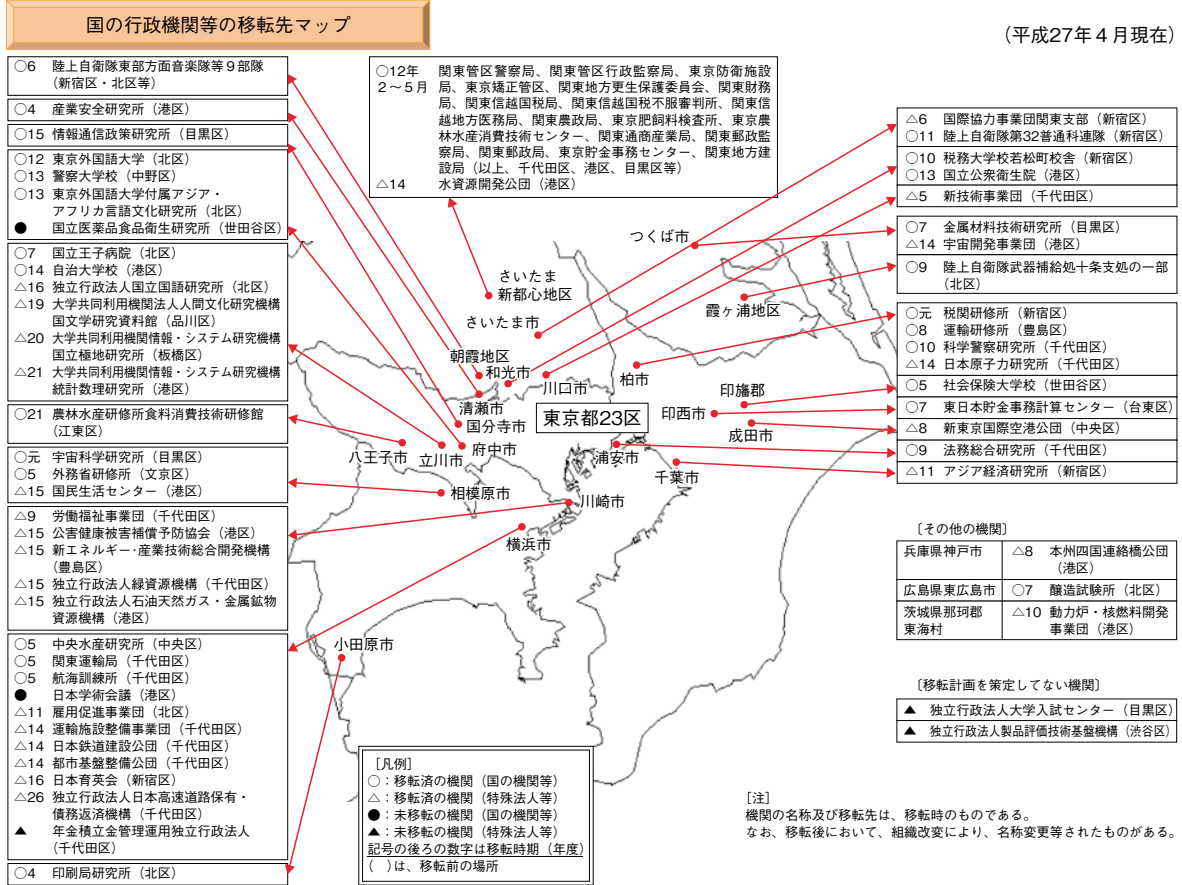 国の行政機関等の移転先マップ
(平成27年4月現在)
○6 陸上自衛隊東部方面音楽隊等9部隊
(新宿区・北区等)
○4 産業安全研究所(港区)
○15 情報通信政策研究所(目黒区)
○12 東京外国語大学(北区)
○13 警察大学校(中野区)
○13 東京外国語大学付属アジア・
アフリカ言語文化研究所(北区)
● 国立医薬品食品衛生研究所(世田谷区)
○7 国立王子病院(北区)
○14 自治大学校(港区)
△16 独立行政法人国立国語研究所(北区)
△19 大学共同利用機関法人人間文化研究機構
国文学研究資料館(品川区)
△20 大学共同利用機関情報・システム研究機構
国立極地研究所(板橋区)
△21 大学共同利用機関情報・システム研究機構
統計数理研究所(港区)
○21 農林水産研修所食料消費技術研修館
(江東区)
○元 宇宙科学研究所(目黒区)
○5 外務省研修所(文京区)
△15 国民生活センター(港区)
△9 労働福祉事業団(千代田区)
△15 公害健康被害補償予防協会(港区)
△15 新エネルギー・産業技術総合開発機構
(豊島区)
△15 独立行政法人緑資源機構(千代田区)
△15 独立行政法人石油天然ガス・金属鉱物
資源機構(港区)
○5 中央水産研究所(中央区)
○5 関東運輸局(千代田区)
○5 航海訓練所(千代田区)
● 日本学術会議(港区)
△11 雇用促進事業団(北区)
△14 運輸施設整備事業団(千代田区)
△14 日本鉄道建設公団(千代田区)
△14 都市基盤整備公団(千代田区)
△16 日本育英会(新宿区)
△26 独立行政法人日本高速道路保有・
債務返済機構(千代田区)
▲ 年金積立金管理運用独立行政法人
(千代田区)
○4 印刷局研究所(北区)
○12年 関東管区警察局、関東管区行政監察局、東京防衛施設
2~5月 局、東京矯正管区、関東地方更生保護委員会、関東財務
局、関東信越国税局、関東信越国税不服審判所、関東信
越地方医務局、関東農政局、東京肥飼料検査所、東京農
林水産消費技術センター、関東通商産業局、関東郵政監
察局、関東郵政局、東京貯金事務センター、関東地方建
設局(以上、千代田区、港区、目黒区等)
△14 水資源開発公団(港区)
つくば市
さいたま
新都心地区
霞ヶ浦地区
さいたま市
朝霞地区
和光市
川口市
柏市
清瀬市
印旛郡
国分寺市
東京都23区
印西市
成田市
八王子市
立川市
府中市
浦安市
千葉市
相模原市
川崎市
横浜市
小田原市
△6 国際協力事業団関東支部(新宿区)
○11 陸上自衛隊第32普通科連隊(新宿区)
○10 税務大学校若松町校舎(新宿区)
○13 国立公衆衛生院(港区)
△5 新技術事業団(千代田区)
○7 金属材料技術研究所(目黒区)
△14 宇宙開発事業団(港区)
○9 陸上自衛隊武器補給処十条支処の一部
(北区)
○元 税関研修所(新宿区)
○8 運輸研修所(豊島区)
○10 科学警察研究所(千代田区)
△14 日本原子力研究所(千代田区)
○5 社会保険大学校(世田谷区)
○7 東日本貯金事務計算センター(台東区)
△8 新東京国際空港公団(中央区)
○9 法務総合研究所(千代田区)
△11 アジア経済研究所(新宿区)
[その他の機関]
兵庫県神戸市 △8 本州四国連絡橋公団
(港区)
広島県東広島市 ○7 醸造試験所(北区)
茨城県那珂郡 △10 動力炉・核燃料開発
東海村 事業団(港区)
[移転計画を策定してない機関]
▲ 独立行政法人大学入試センター(目黒区)
▲ 独立行政法人製品評価技術基盤機構(渋谷区)
[凡例]
○:移転済の機関(国の機関等)
△:移転済の機関(特殊法人等)
●:未移転の機関(国の機関等)
▲:未移転の機関(特殊法人等)
記号の後ろの数字は移転時期(年度)
( )は、移転前の場所
[注]
機関の名称及び移転先は、移転時のものである。
なお、移転後において、組織改変により、名称変更等されたものがある。